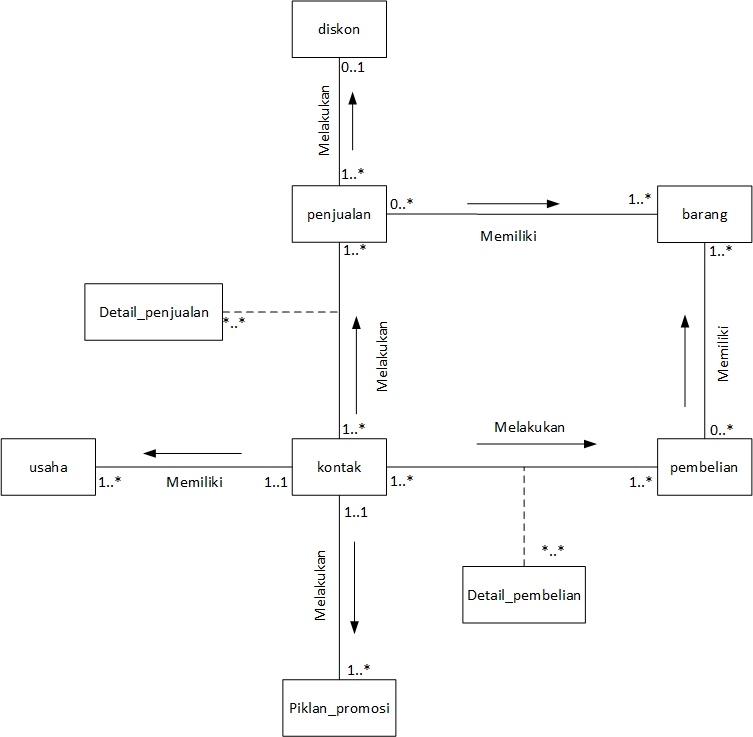 diskon
0..1
Melakukan
1..*
penjualan
0..*
1..*
barang
Memiliki
1..*
1..*
Detail_penjualan
*..*
Melakukan
Memiliki
1..*
Melakukan
0..*
usaha
kontak
pembelian
1..*
Memiliki
1..1
1..*
1..*
1..1
Melakukan
*..*
Detail_pembelian
1..*
Piklan_promosi